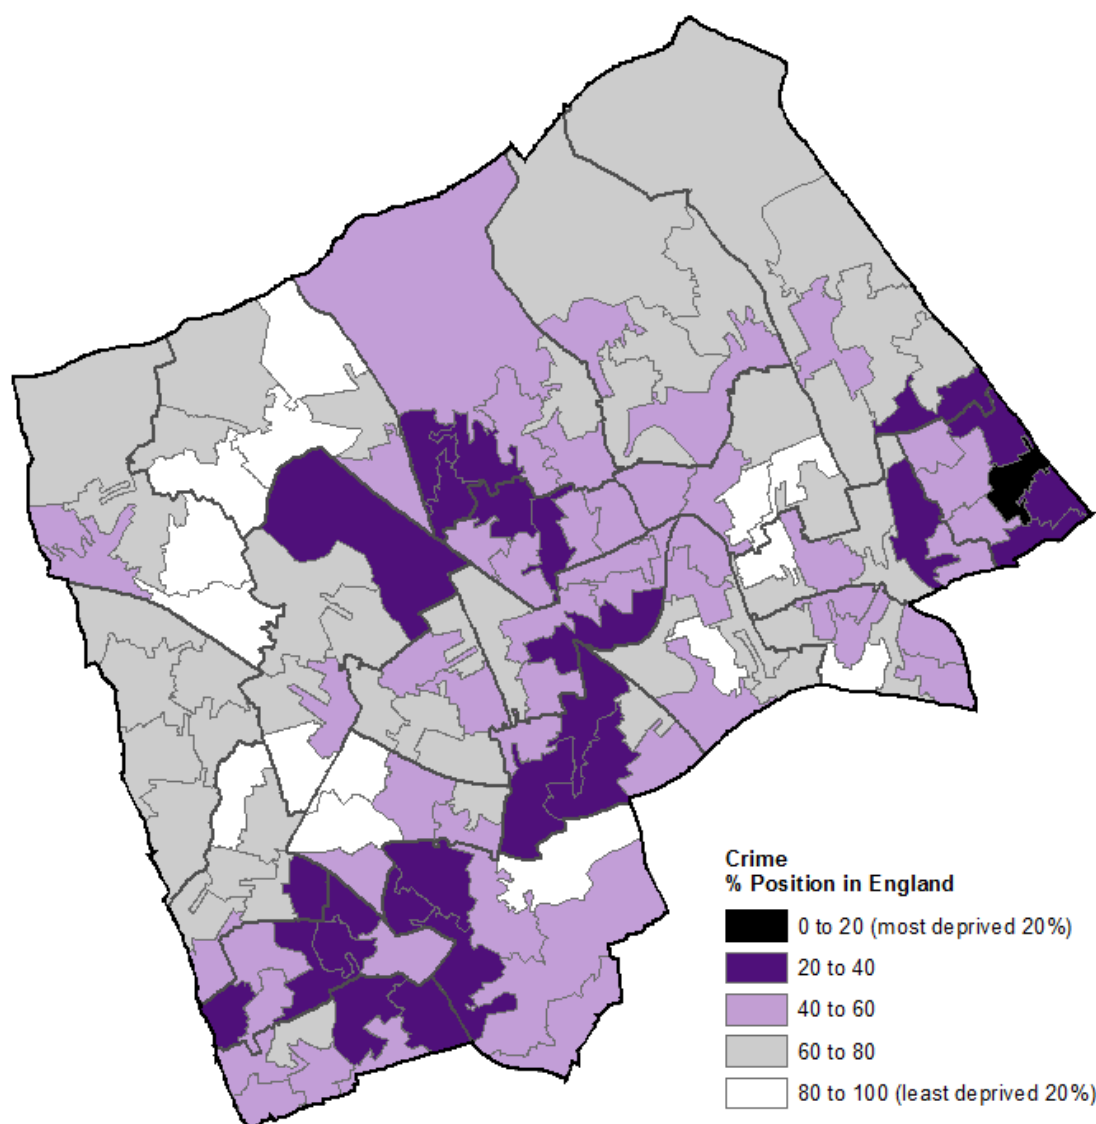 Crime
% Position in England
0 to 20 (most deprived 20%)
20 to 40
40 to 60
60 to 80
80 to 100 (least deprived 20%)